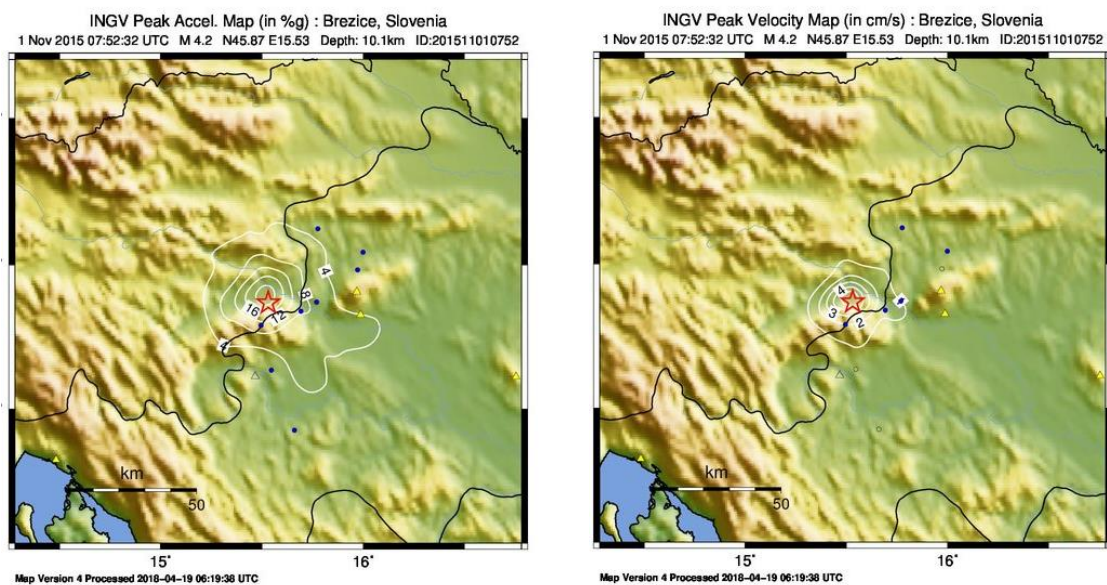 INGV Peak Accel. Map (in %g) : Brezice, Slovenia
1 Nov 2015 07:52:32 UTC M 4.2 N45.87 E15.53 Depth: 10.1km ID:201511010752
4
8
16
12
4
km
50
15°
16°
Map Version 4 Processed 2018-04-19 06:19:38 UTC
INGV Peak Velocity Map (in cm/s) : Brezice, Slovenia
1 Nov 2015 07:52:32 UTC M 4.2 N45.87 E15.53 Depth: 10.1km ID:201511010752
4
3
2
km
50
15°
16°
Map Version 4 Processed 2018-04-19 06:19:38 UTC